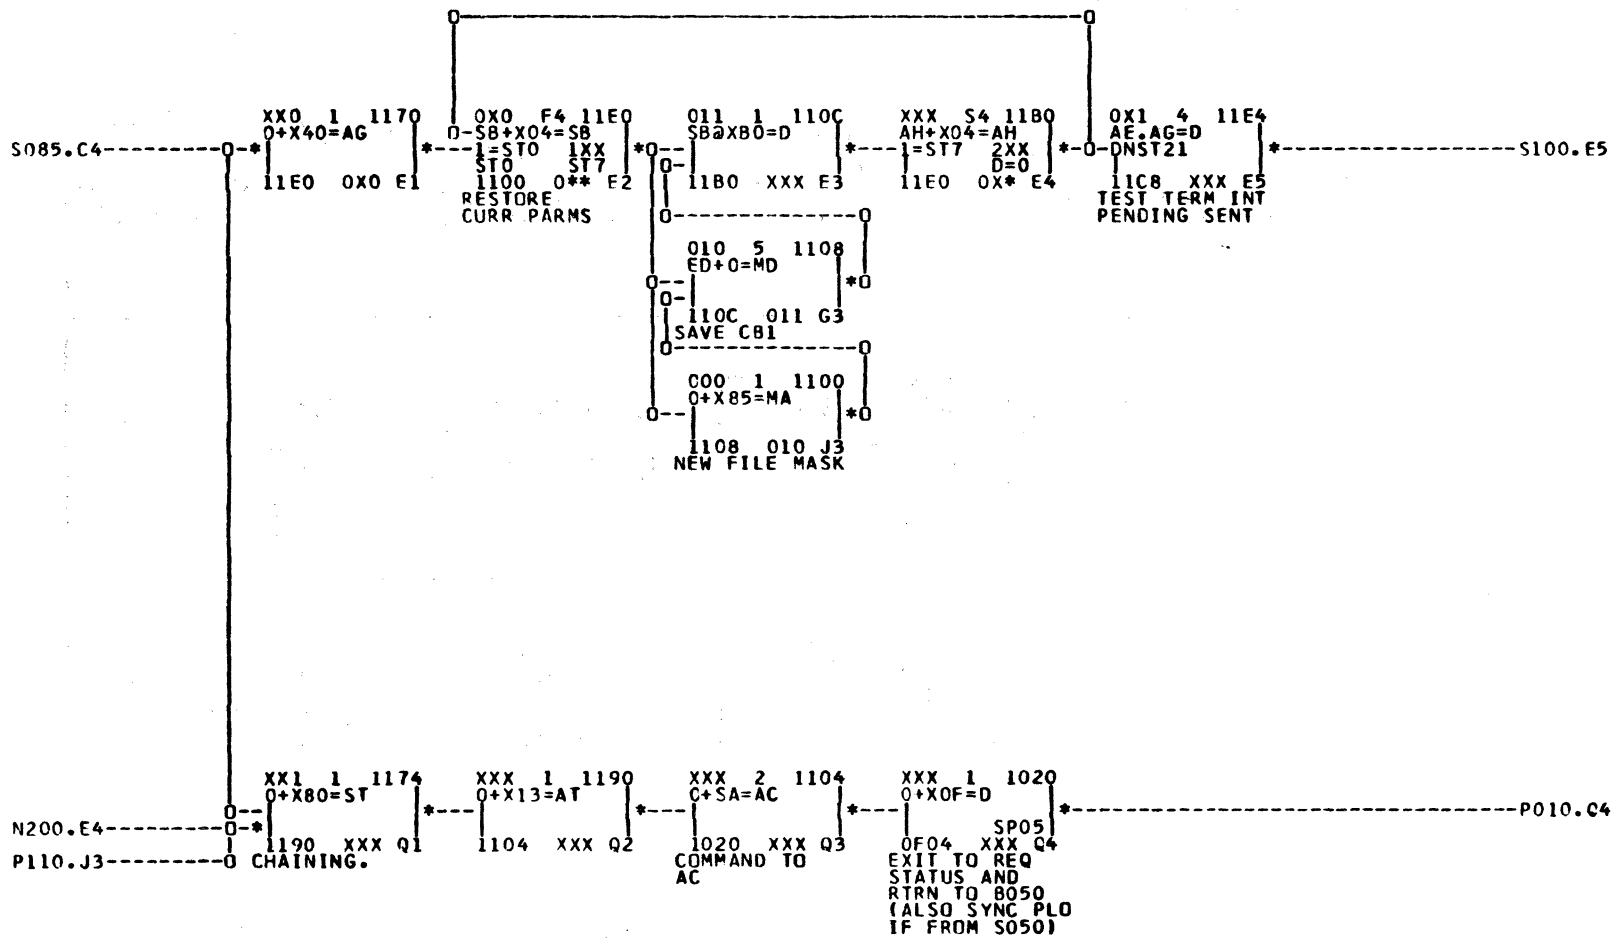 XX0 1 1170
0+X40=AG
11E0 0X0 E1
0X0 F4 11E0
SB+X04=SB
1=ST0 1XX
ST0 ST7
1100 0** E2
RESTORE
CURR PARMS
011 1 110C
SB@XB0=D
11B0 XXX E3
XXX S4 11B0
AH+X04=AH
1=ST7 2XX
D=0
11E0 0X* E4
0X1 4 11E4
AE.AG=D
DNST21
11C8 XXX E5
TEST TERM INT
PENDING SENT
S085.C4
S100.E5
010 5 1108
ED+0=MD
110C 011 G3
SAVE CB1
000 1 1100
0+X85=MA
1108 010 J3
NEW FILE MASK
XX1 1 1174
0+X80=ST
1190 XXX Q1
CHAINING.
XXX 1 1190
0+X13=AT
1104 XXX Q2
XXX 2 1104
0+SA=AC
1020 XXX Q3
COMMAND TO
AC
XXX 1 1020
0+X0F=D
SP05
0F04 XXX Q4
EXIT TO REQ
STATUS AND
RTRN TO B050
(ALSO SYNC PLO
IF FROM S050)
P010.Q4
N200.E4
P110.J3